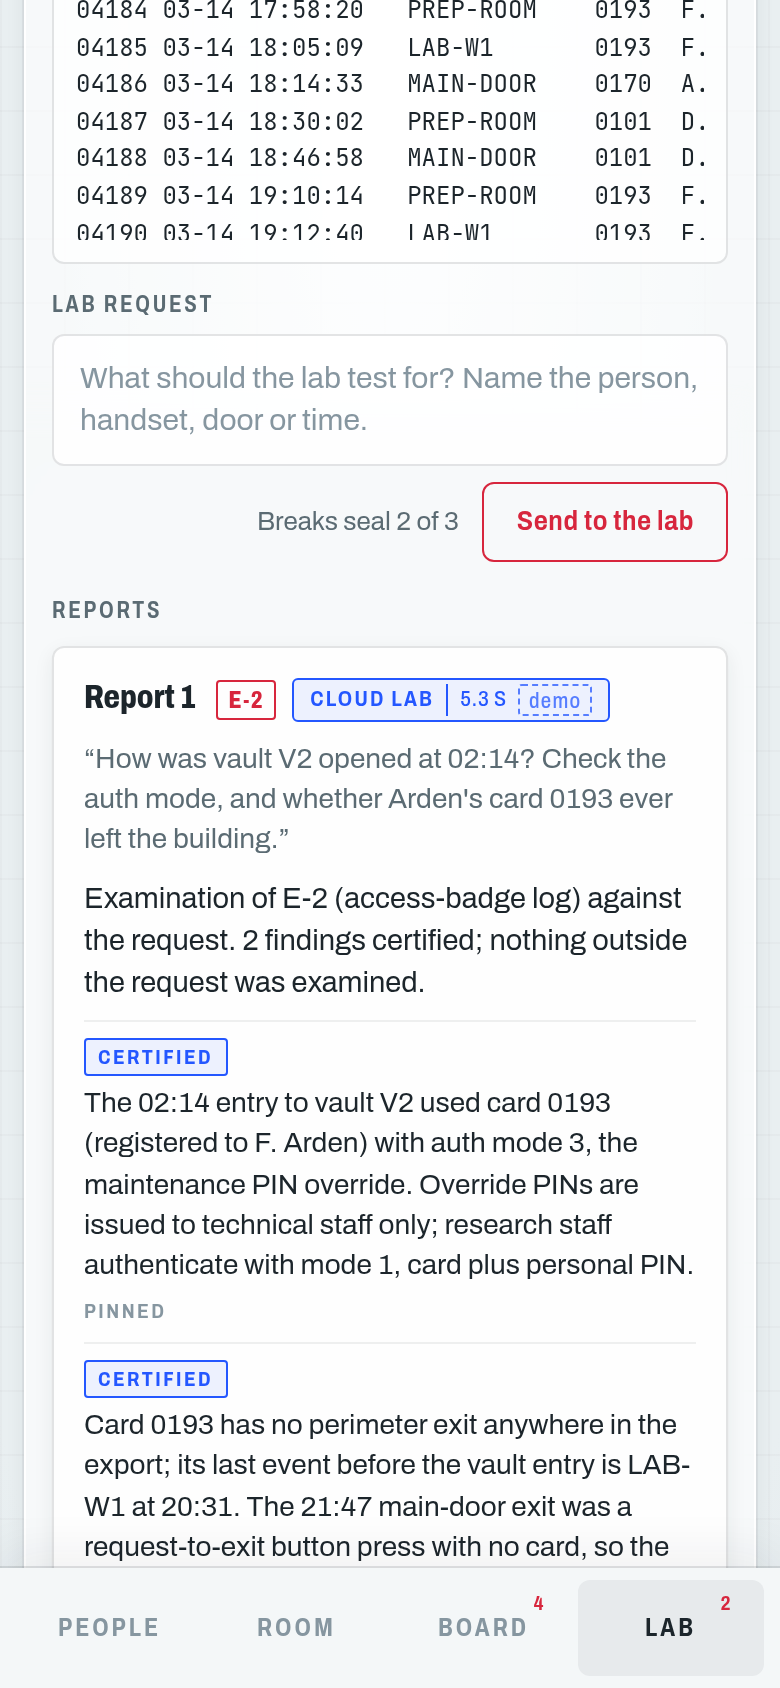 04184 03-14 17:58:20 PREP-ROOM 0193 F.
04185 03-14 18:05:09 LAB-W1 0193 F.
04186 03-14 18:14:33 MAIN-DOOR 0170 A.
04187 03-14 18:30:02 PREP-ROOM 0101 D.
04188 03-14 18:46:58 MAIN-DOOR 0101 D.
04189 03-14 19:10:14 PREP-ROOM 0193 F.
04190 03-14 19:12:40 LAB-W1 0193 F.
LAB REQUEST
What should the lab test for? Name the person,
handset, door or time.
Breaks seal 2 of 3
Send to the lab
REPORTS
Report 1 E-2 CLOUD LAB 5.3 S demo
“How was vault V2 opened at 02:14? Check the
auth mode, and whether Arden's card 0193 ever
left the building.”
Examination of E-2 (access-badge log) against
the request. 2 findings certified; nothing outside
the request was examined.
CERTIFIED
The 02:14 entry to vault V2 used card 0193
(registered to F. Arden) with auth mode 3, the
maintenance PIN override. Override PINs are
issued to technical staff only; research staff
authenticate with mode 1, card plus personal PIN.
PINNED
CERTIFIED
Card 0193 has no perimeter exit anywhere in the
export; its last event before the vault entry is LAB-
W1 at 20:31. The 21:47 main-door exit was a
request-to-exit button press with no card, so the
PEOPLE ROOM BOARD 4 LAB 2